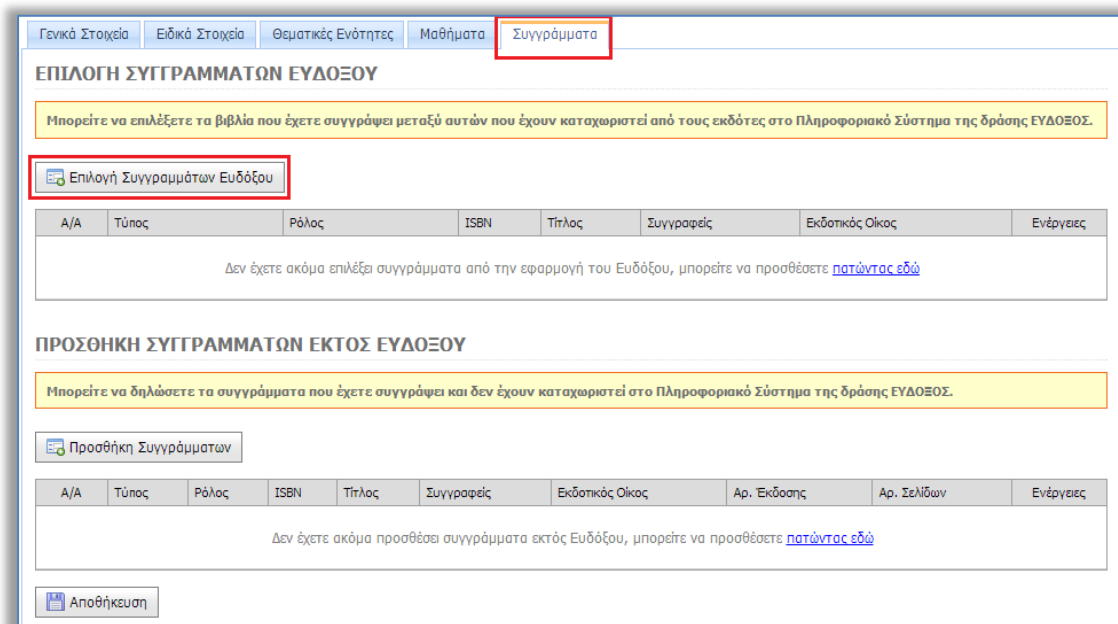 Γενικά Στοιχεία Ειδικά Στοιχεία Θεματικές Ενότητες Μαθήματα Συγγράμματα
ΕΠΙΛΟΓΗ ΣΥΓΓΡΑΜΜΑΤΩΝ ΕΥΔΟΞΟΥ
Μπορείτε να επιλέξετε τα βιβλία που έχετε συγγράψει μεταξύ αυτών που έχουν καταχωριστεί από τους εκδότες στο Πληροφοριακό Σύστημα της δράσης ΕΥΔΟΞΟΣ.
Επιλογή Συγγραμμάτων Ευδόξου
Α/Α Τύπος Ρόλος ISBN Τίτλος Συγγραφείς Εκδοτικός Οίκος Ενέργειες
Δεν έχετε ακόμα επιλέξει συγγράμματα από την εφαρμογή του Ευδόξου, μπορείτε να προσθέσετε πατώντας εδώ
ΠΡΟΣΘΗΚΗ ΣΥΓΓΡΑΜΜΑΤΩΝ ΕΚΤΟΣ ΕΥΔΟΞΟΥ
Μπορείτε να δηλώσετε τα συγγράμματα που έχετε συγγράψει και δεν έχουν καταχωριστεί στο Πληροφοριακό Σύστημα της δράσης ΕΥΔΟΞΟΣ.
Προσθήκη Συγγράμματων
Α/Α Τύπος Ρόλος ISBN Τίτλος Συγγραφείς Εκδοτικός Οίκος Αρ. Έκδοσης Αρ. Σελίδων Ενέργειες
Δεν έχετε ακόμα προσθέσει συγγράμματα εκτός Ευδόξου, μπορείτε να προσθέσετε πατώντας εδώ
Αποθήκευση